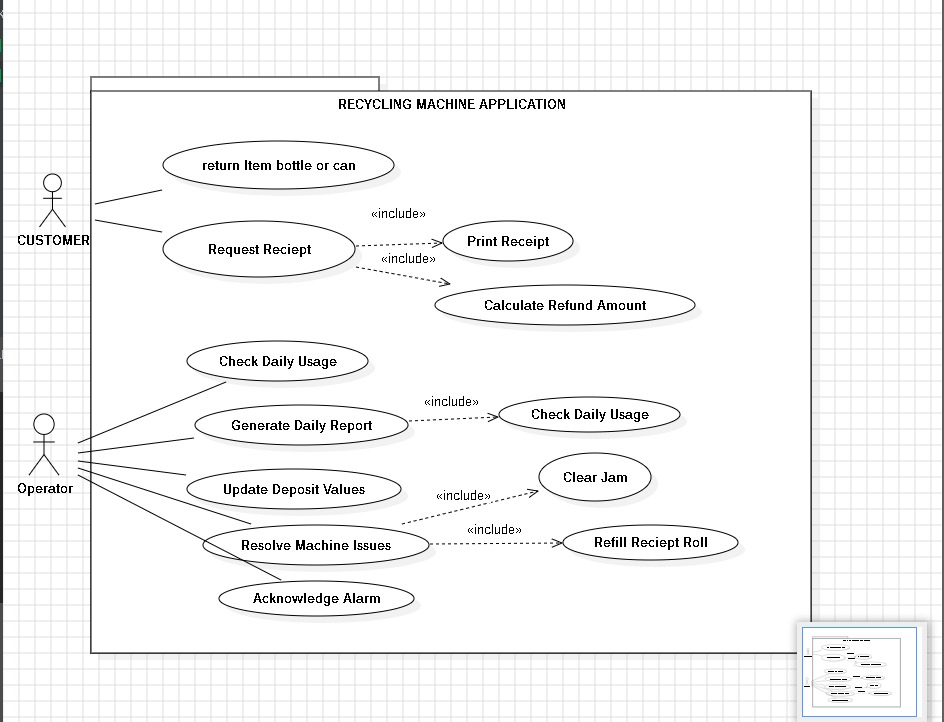 RECYCLING MACHINE APPLICATION
return Item bottle or can
CUSTOMER
«include»
Request Reciept
Print Receipt
«include»
Calculate Refund Amount
Check Daily Usage
«include»
Generate Daily Report
Check Daily Usage
Operator
Clear Jam
Update Deposit Values
«include»
«include»
Resolve Machine Issues
Refill Reciept Roll
Acknowledge Alarm